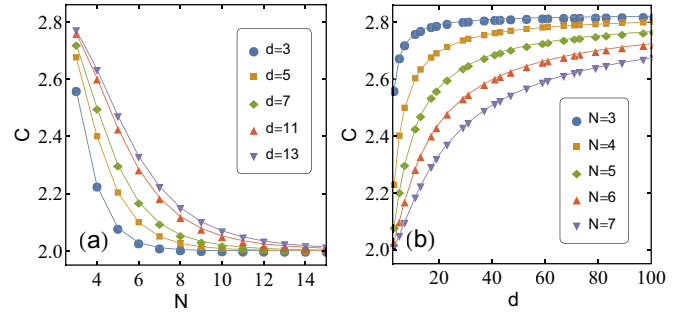 2.8
2.6
2.4
2.2
2.0
C
(a)
d=3
d=5
d=7
d=11
d=13
4 6 8 10 12 14
N
2.8
2.6
2.4
2.2
2.0
C
(b)
N=3
N=4
N=5
N=6
N=7
20 40 60 80 100
d